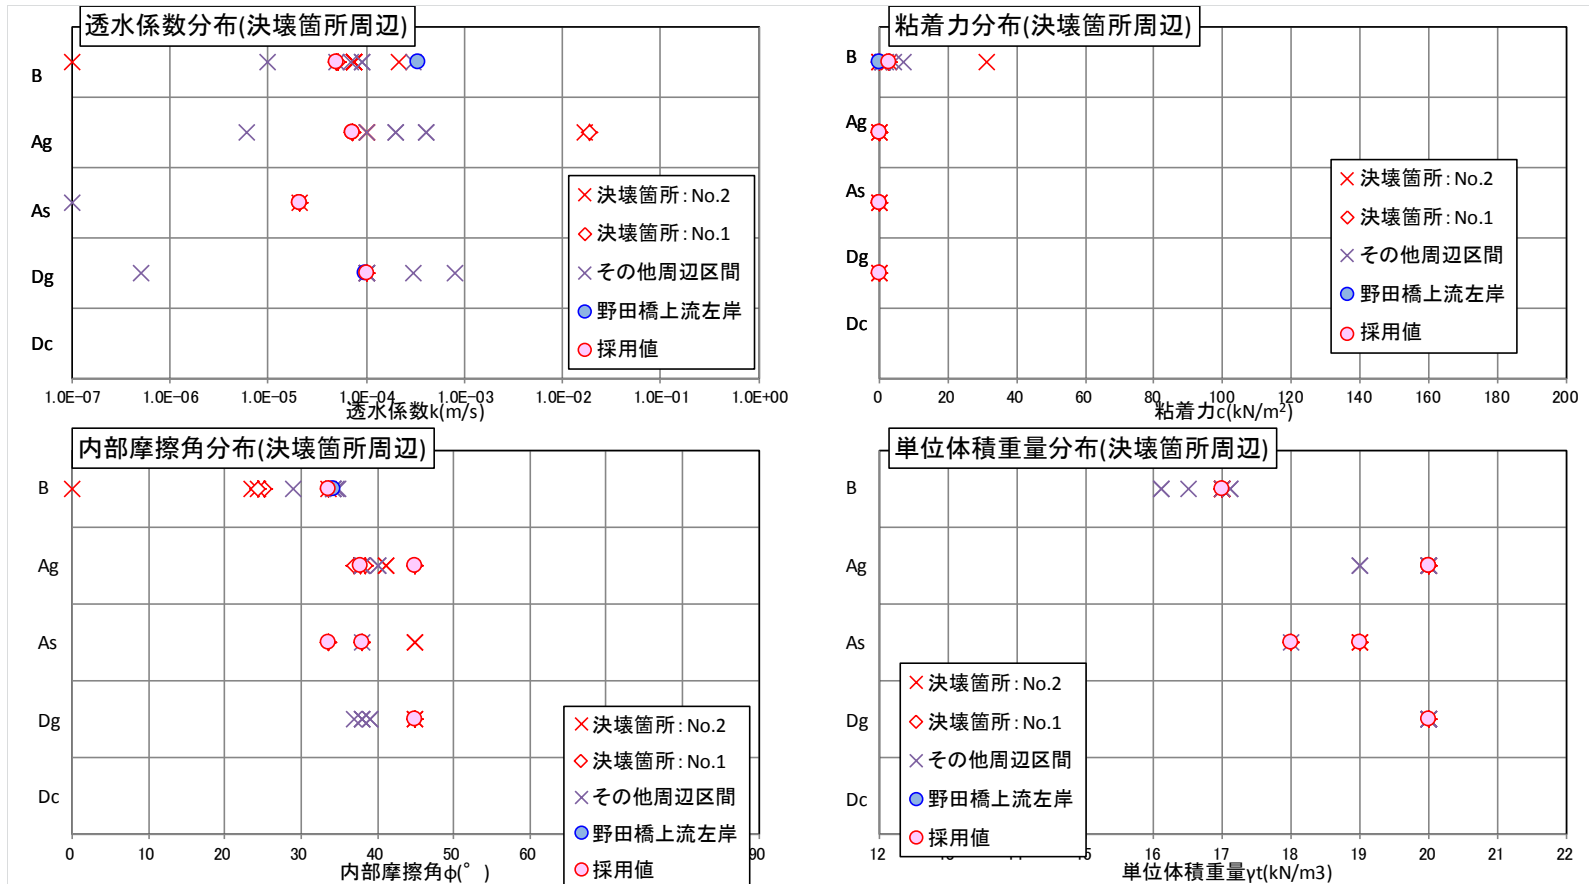 透水係数分布(決壊箇所周辺)
B
Ag
As
Dg
Dc
決壊箇所：No.2
決壊箇所：No.1
その他周辺区間
野田橋上流左岸
採用値
1.0E-07 1.0E-06 1.0E-05 1.0E-04 1.0E-03 1.0E-02 1.0E-01 1.0E+00
透水係数k(m/s)
粘着力分布(決壊箇所周辺)
B
Ag
As
Dg
Dc
決壊箇所：No.2
決壊箇所：No.1
その他周辺区間
野田橋上流左岸
採用値
0 20 40 60 80 100 120 140 160 180 200
粘着力c(kN/m²)
内部摩擦角分布(決壊箇所周辺)
B
Ag
As
Dg
Dc
決壊箇所：No.2
決壊箇所：No.1
その他周辺区間
野田橋上流左岸
採用値
0 10 20 30 40 50 60 90
内部摩擦角φ(°)
単位体積重量分布(決壊箇所周辺)
B
Ag
As
Dg
Dc
決壊箇所：No.2
決壊箇所：No.1
その他周辺区間
野田橋上流左岸
採用値
12 16 17 18 19 20 21 22
単位体積重量γt(kN/m3)